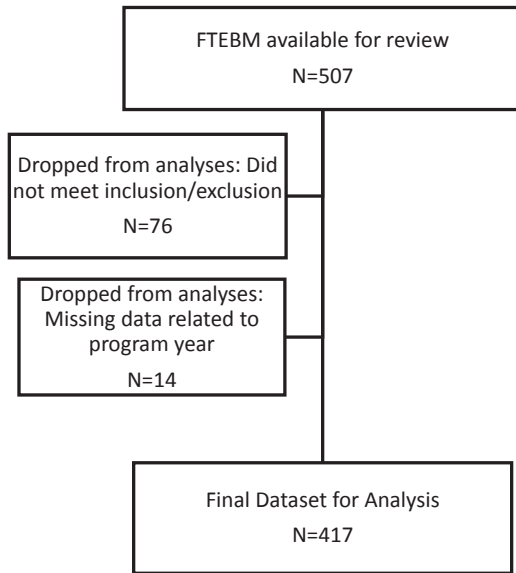 FTEBM available for review
N=507
Dropped from analyses: Did
not meet inclusion/exclusion
N=76
Dropped from analyses:
Missing data related to
program year
N=14
Final Dataset for Analysis
N=417